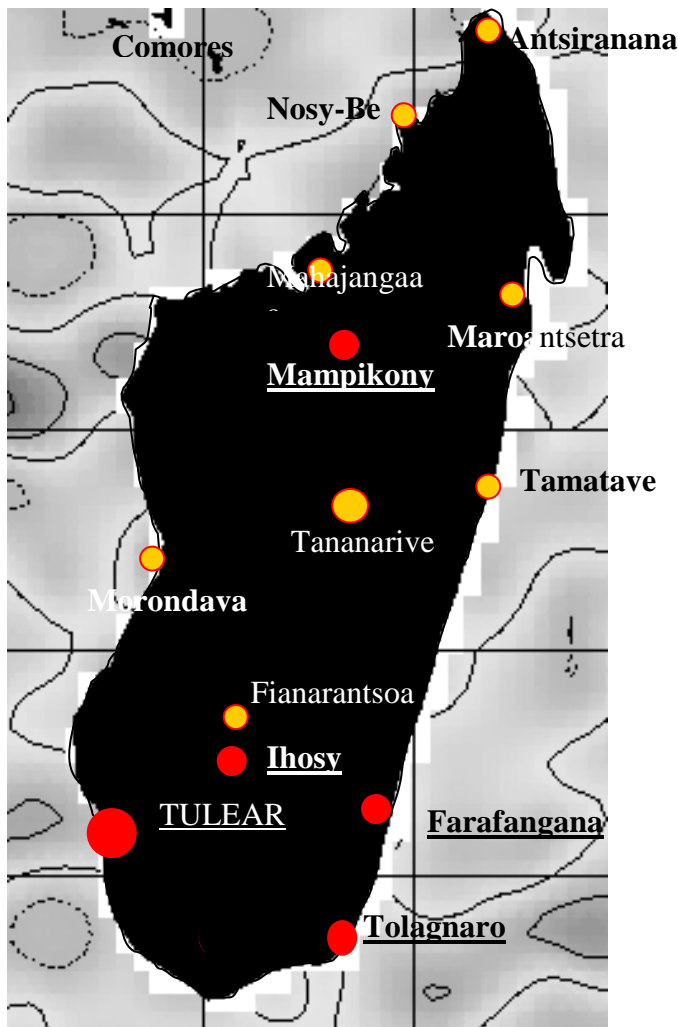 Antsiranana
Comores
Nosy-Be
Mahajangaa
Maroantsetra
Mampikony
Tamatave
Tananarive
Morondava
Fianarantsoa
Ihosy
TULEAR
Farafangana
Tolagnaro